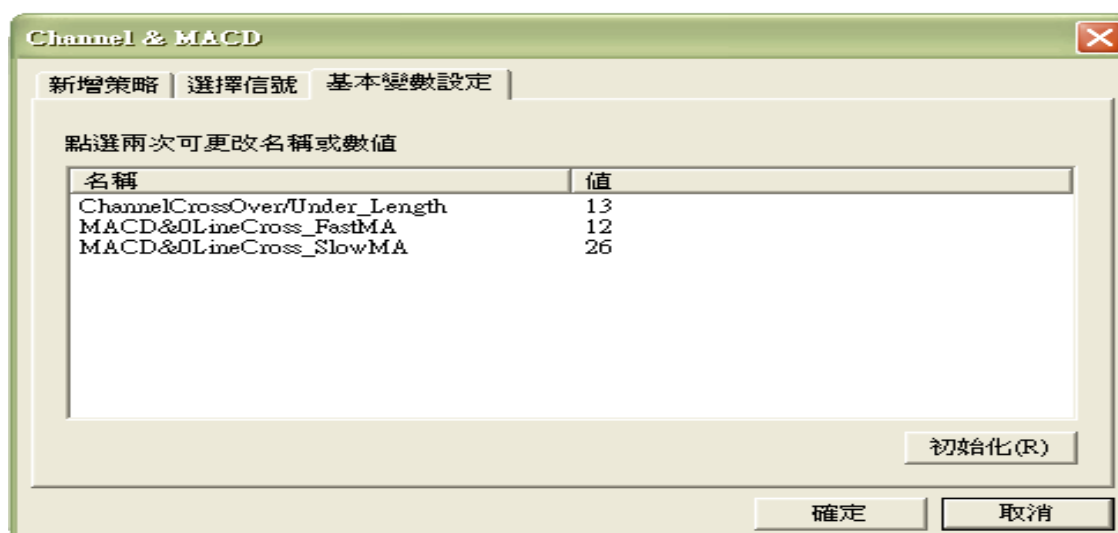 Channel & MACD
新增策略 選擇信號 基本變數設定
點選兩次可更改名稱或數值
名稱 值
ChannelCrossOver/Under_Length 13
MACD&0LineCross_FastMA 12
MACD&0LineCross_SlowMA 26
初始化(R)
確定 取消